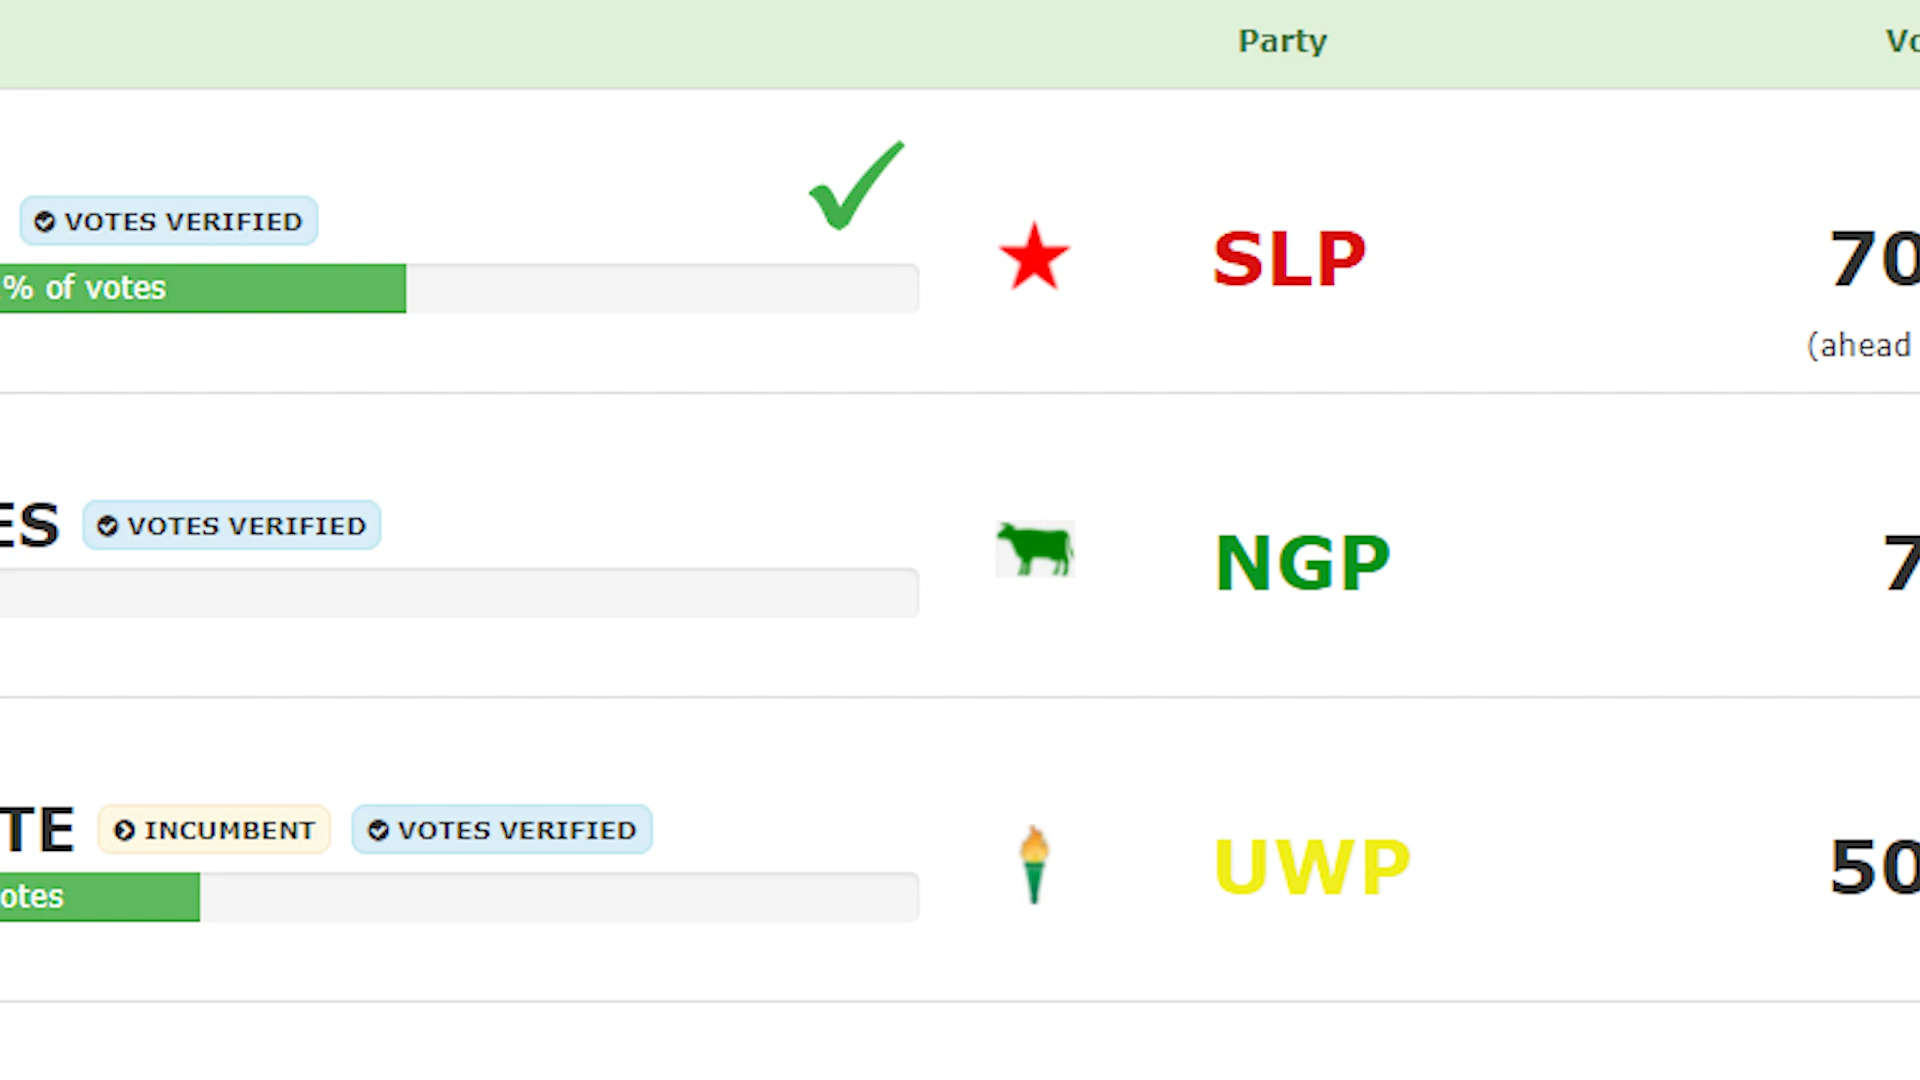 Party Vo
VOTES VERIFIED
% of votes
SLP 70
(ahead
ES VOTES VERIFIED
NGP 7
TE INCUMBENT VOTES VERIFIED
otes
UWP 50